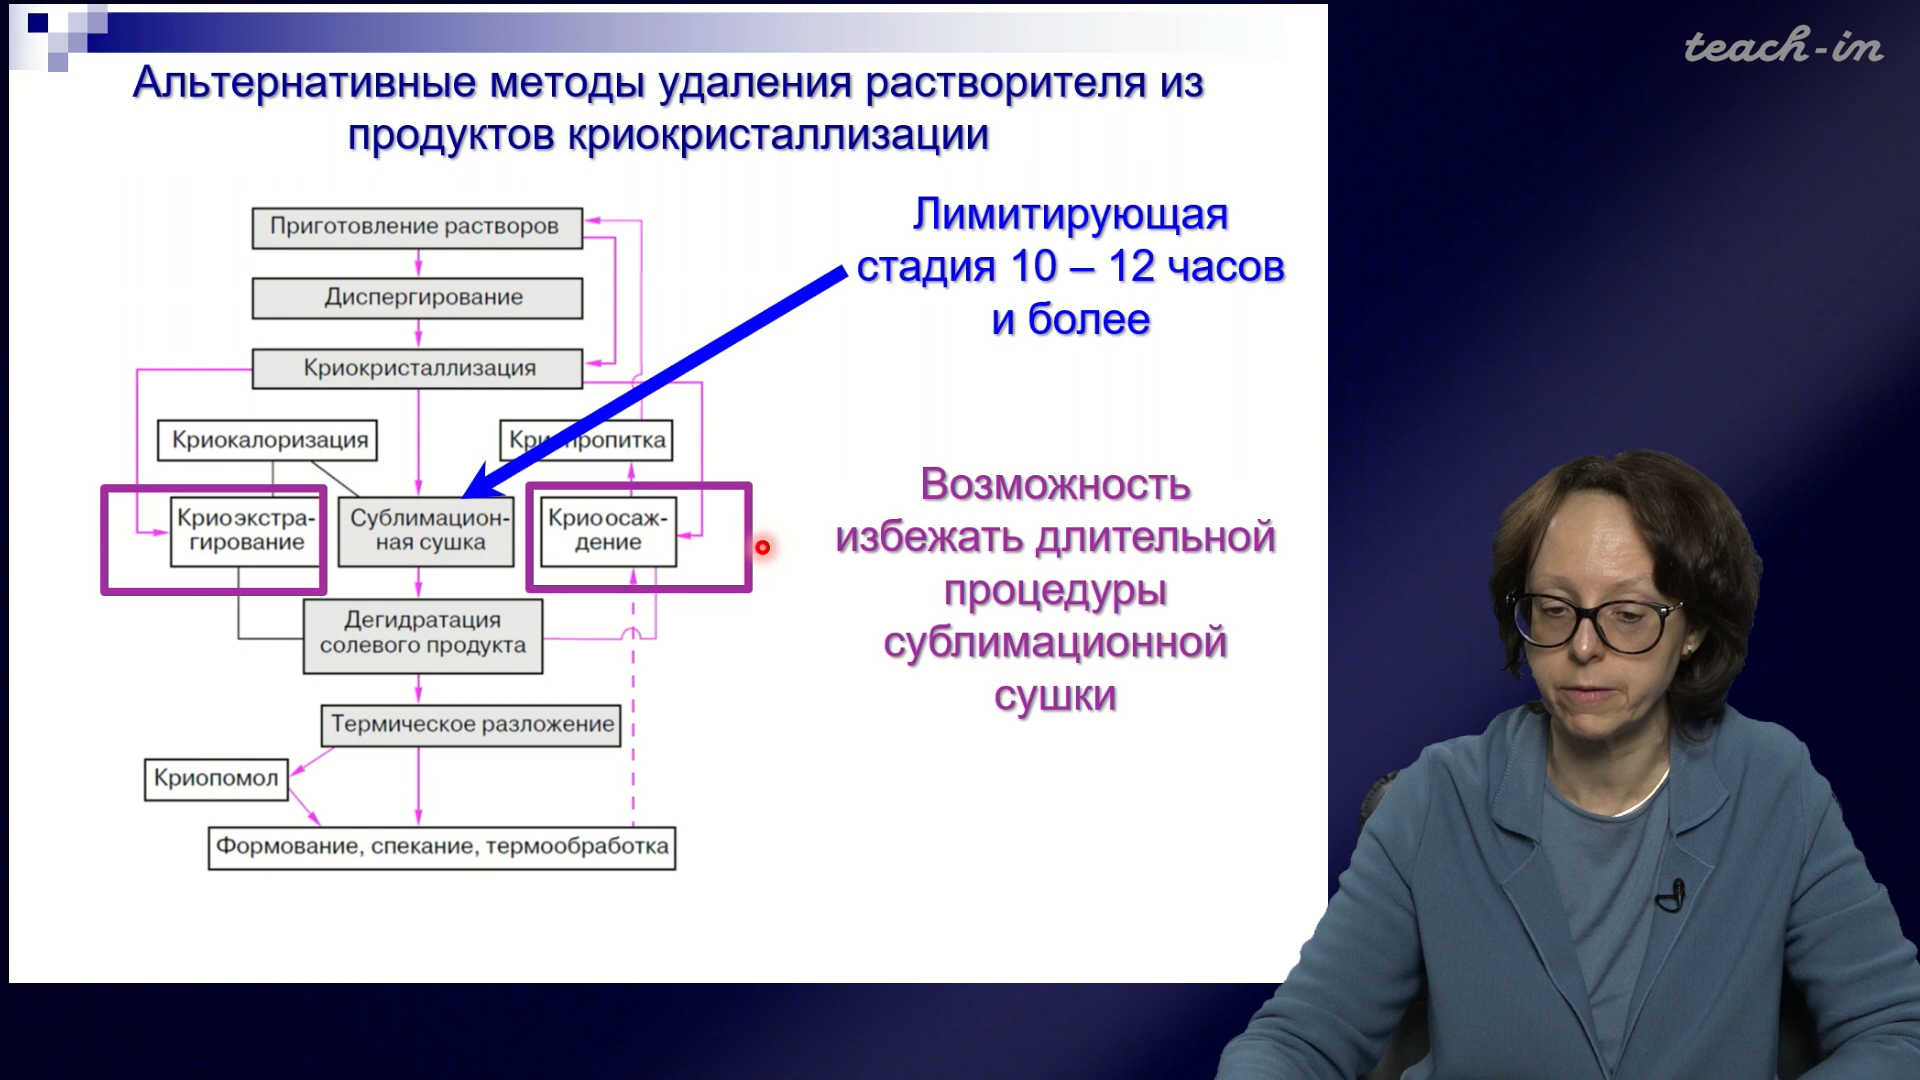 teach-in
Альтернативные методы удаления растворителя из
продуктов криокристаллизации
Лимитирующая
стадия 10 – 12 часов
и более
Приготовление растворов
Диспергирование
Криокристаллизация
Криокалоризация
Криопропитка
Криоэкстра-
гирование
Сублимацион-
ная сушка
Криоосаж-
дение
Возможность
избежать длительной
процедуры
сублимационной
сушки
Дегидратация
солевого продукта
Термическое разложение
Криопомол
Формование, спекание, термообработка